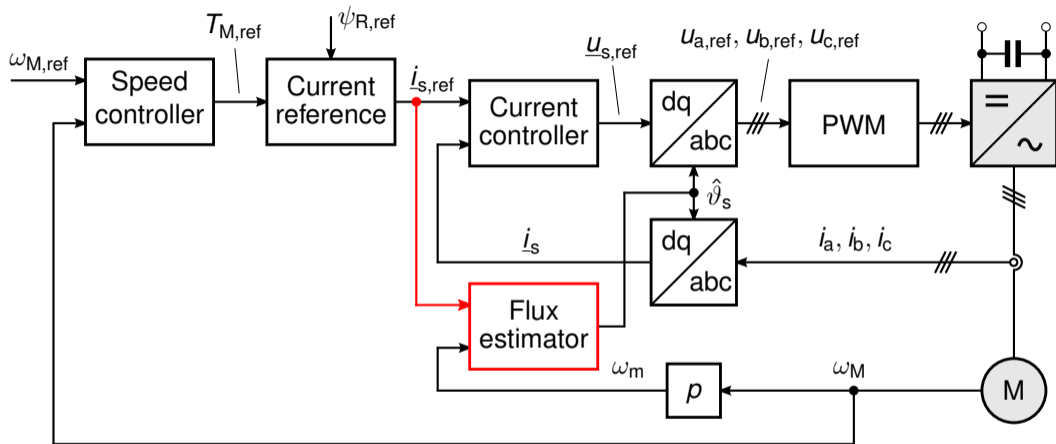 ω_M,ref
Speed
controller
T_M,ref
ψ_R,ref
Current
reference
i_s,ref
Current
controller
u_s,ref
dq
abc
u_a,ref, u_b,ref, u_c,ref
PWM
=
~
ϑ̂_s
i_s
dq
abc
i_a, i_b, i_c
Flux
estimator
ω_m
p
ω_M
M